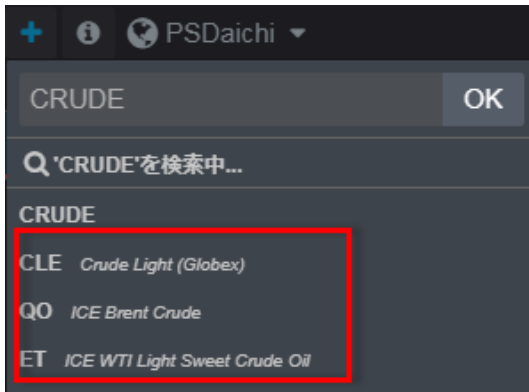 PSDaichi
CRUDE OK
'CRUDE'を検索中...
CRUDE
CLE Crude Light (Globex)
QO ICE Brent Crude
ET ICE WTI Light Sweet Crude Oil